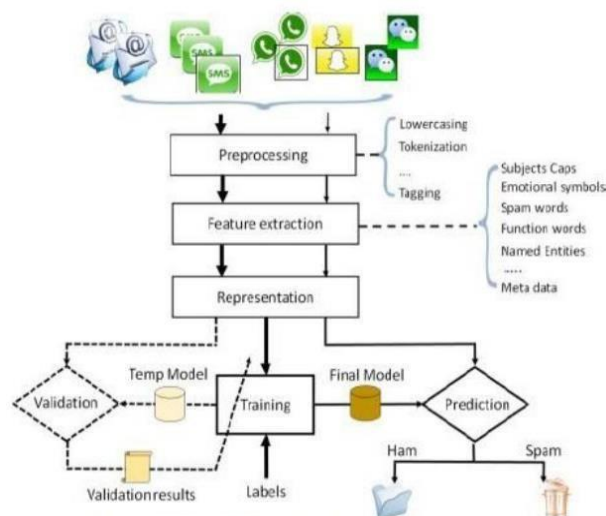 @ @
SMS
SMS
SMS
Lowercasing
Preprocessing
Tokenization
....
Tagging
Subjects Caps
Emotional symbols
Feature extraction
Spam words
Function words
Named Entities
.....
Representation
Meta data
Temp Model
Final Model
Validation
Training
Prediction
Ham
Spam
Validation results
Labels